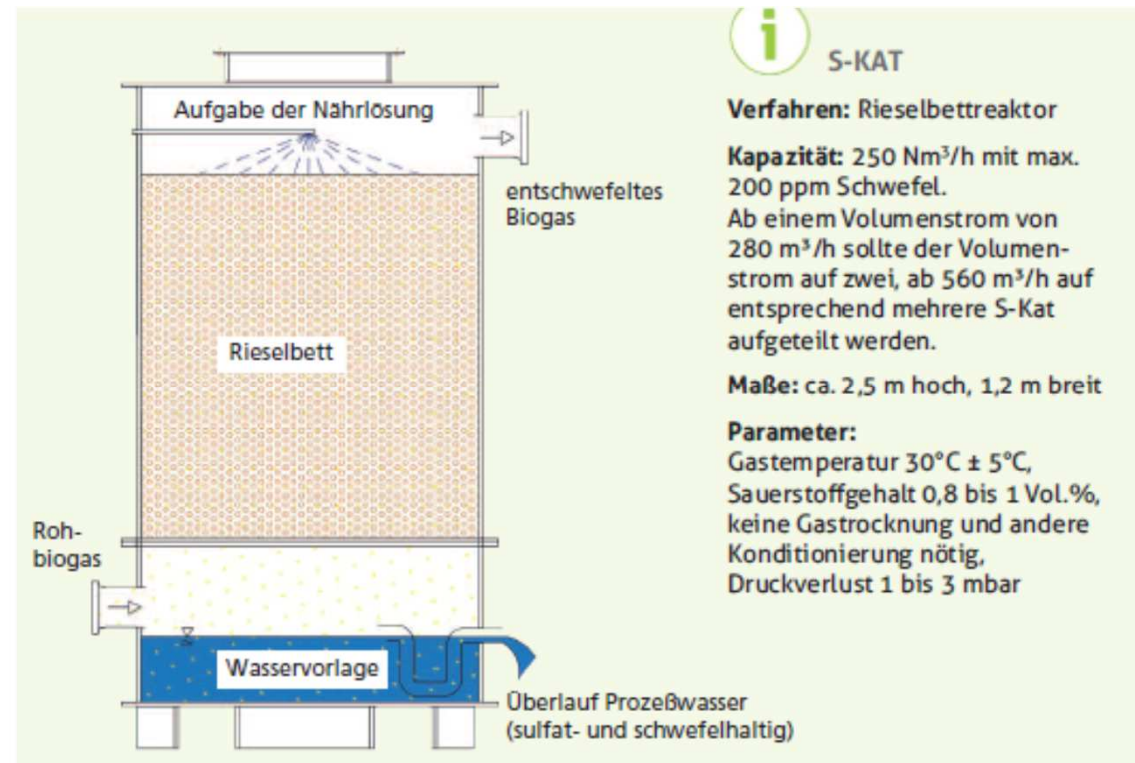 Aufgabe der Nährlösung
entschwefeltes
Biogas
Rieselbett
Roh-
biogas
Wasservorlage
Überlauf Prozeßwasser
(sulfat- und schwefelhaltig)
i
S-KAT
Verfahren: Rieselbettreaktor
Kapazität: 250 Nm³/h mit max.
200 ppm Schwefel.
Ab einem Volumenstrom von
280 m³/h sollte der Volumen-
strom auf zwei, ab 560 m³/h auf
entsprechend mehrere S-Kat
aufgeteilt werden.
Maße: ca. 2,5 m hoch, 1,2 m breit
Parameter:
Gastemperatur 30°C ± 5°C,
Sauerstoffgehalt 0,8 bis 1 Vol.%,
keine Gastrocknung und andere
Konditionierung nötig,
Druckverlust 1 bis 3 mbar